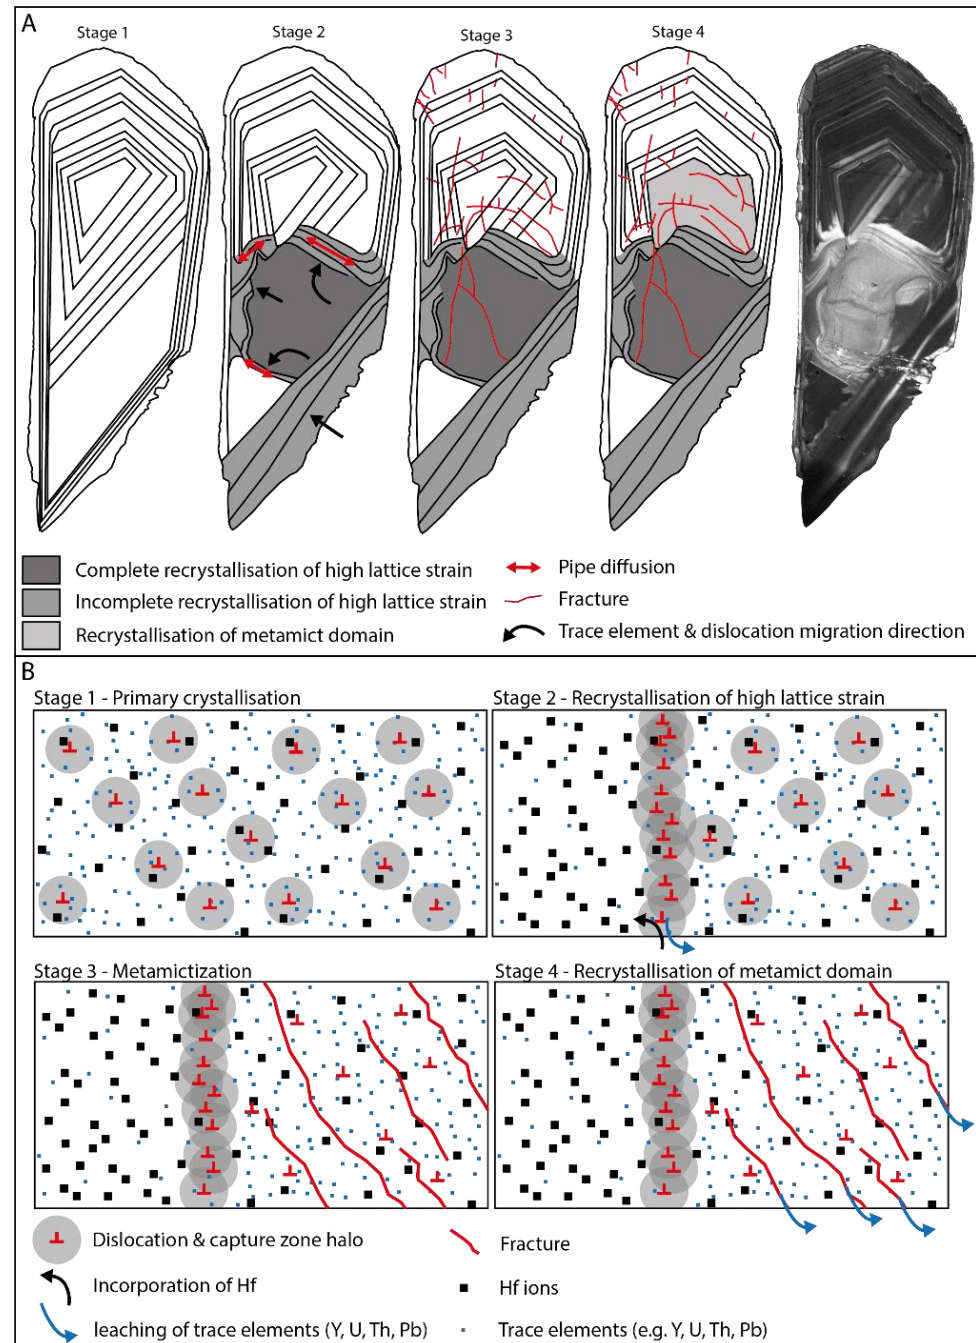 A
Stage 1
Stage 2
Stage 3
Stage 4
Complete recrystallisation of high lattice strain
Incomplete recrystallisation of high lattice strain
Recrystallisation of metamict domain
Pipe diffusion
Fracture
Trace element & dislocation migration direction
B
Stage 1 - Primary crystallisation
Stage 2 - Recrystallisation of high lattice strain
Stage 3 - Metamictization
Stage 4 - Recrystallisation of metamict domain
Dislocation & capture zone halo
Incorporation of Hf
leaching of trace elements (Y, U, Th, Pb)
Fracture
Hf ions
Trace elements (e.g. Y, U, Th, Pb)